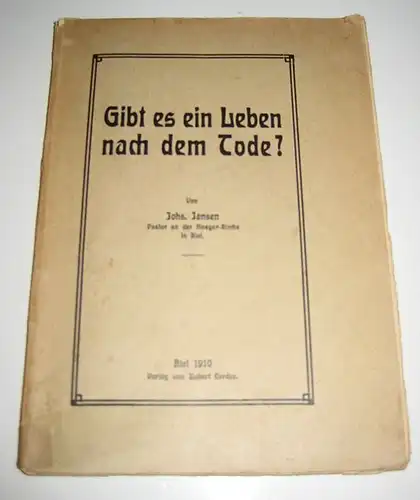 Gibt es ein Leben
nach dem Tode?
Von
Johs. Jansen
Pastor an der Ansgar-Kirche
in Kiel.
Kiel 1910
Verlag von Robert Cordes.